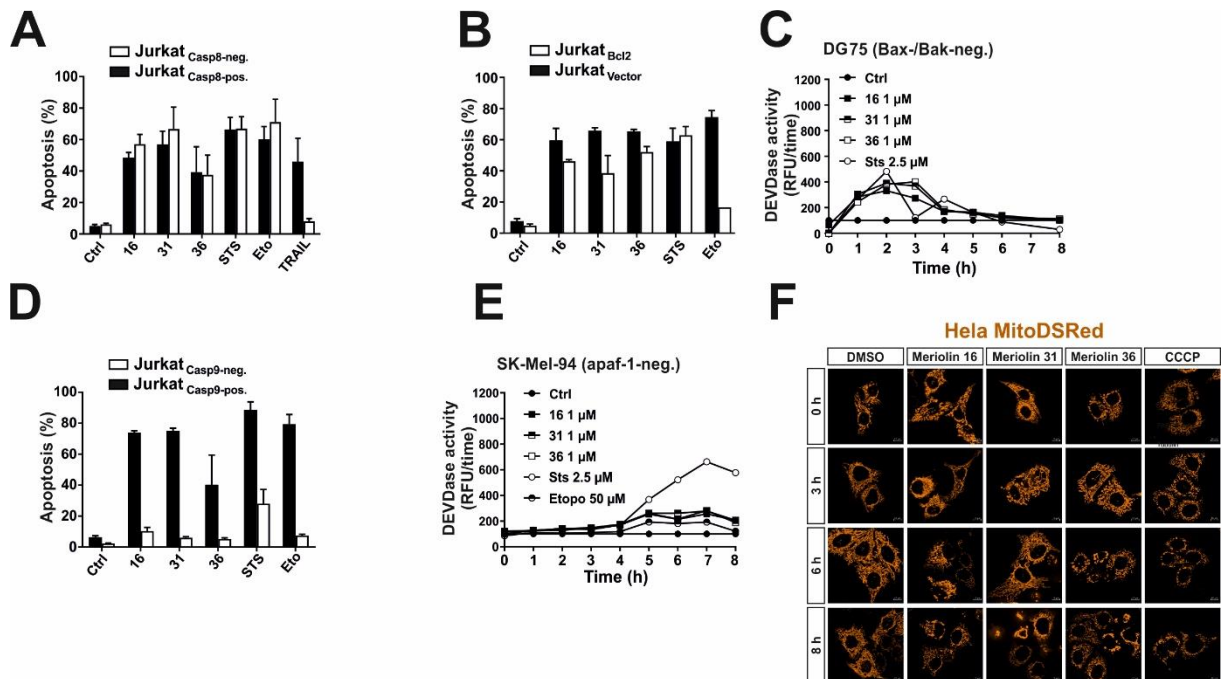 A
Jurkat Casp8-neg.
Jurkat Casp8-pos.
Apoptosis (%)
100
80
60
40
20
0
Ctrl
16
31
36
STS
Eto
TRAIL
B
Jurkat Bcl2
Jurkat Vector
Apoptosis (%)
100
80
60
40
20
0
Ctrl
16
31
36
STS
Eto
C
DG75 (Bax-/Bak-neg.)
Ctrl
16 1 µM
31 1 µM
36 1 µM
Sts 2.5 µM
DEVDase activity
(RFU/time)
1200
1000
800
600
400
200
0
0 1 2 3 4 5 6 7 8
Time (h)
D
Jurkat Casp9-neg.
Jurkat Casp9-pos.
Apoptosis (%)
100
80
60
40
20
0
Ctrl
16
31
36
STS
Eto
E
SK-Mel-94 (apaf-1-neg.)
Ctrl
16 1 µM
31 1 µM
36 1 µM
Sts 2.5 µM
Etopo 50 µM
DEVDase activity
(RFU/time)
1200
1000
800
600
400
200
0
0 1 2 3 4 5 6 7 8
Time (h)
F
Hela MitoDSRed
DMSO Meriolin 16 Meriolin 31 Meriolin 36 CCCP
0 h
3 h
6 h
8 h